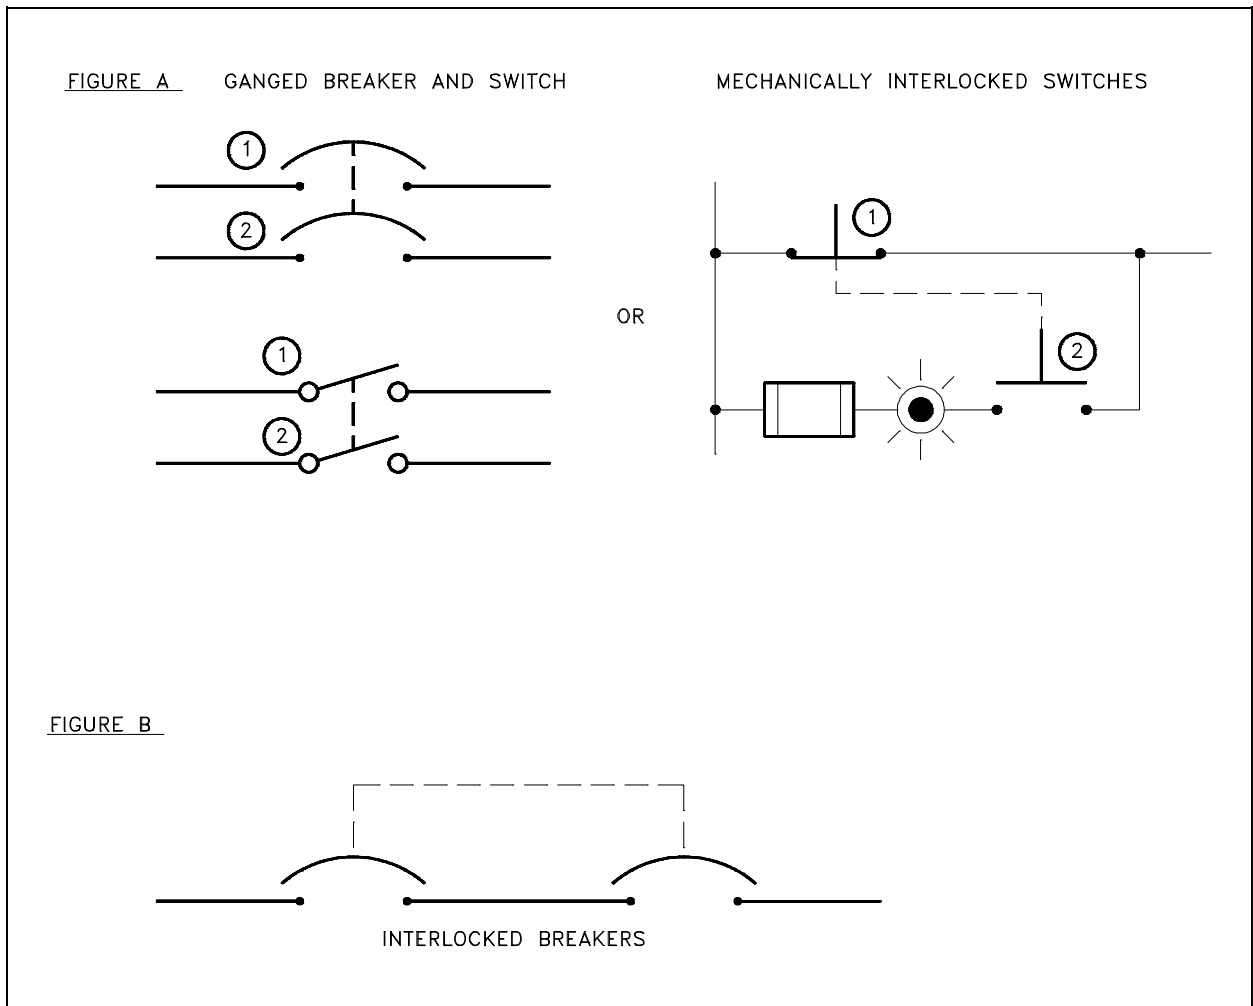 FIGURE A GANGED BREAKER AND SWITCH
MECHANICALLY INTERLOCKED SWITCHES
1
2
1
2
OR
1
2
FIGURE B
INTERLOCKED BREAKERS